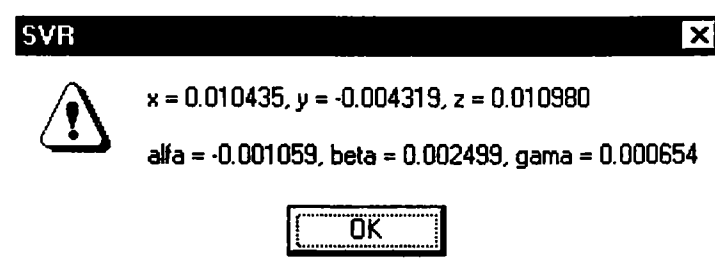 SVR
x = 0.010435, y = -0.004319, z = 0.010980
alfa = -0.001059, beta = 0.002499, gama = 0.000654
OK